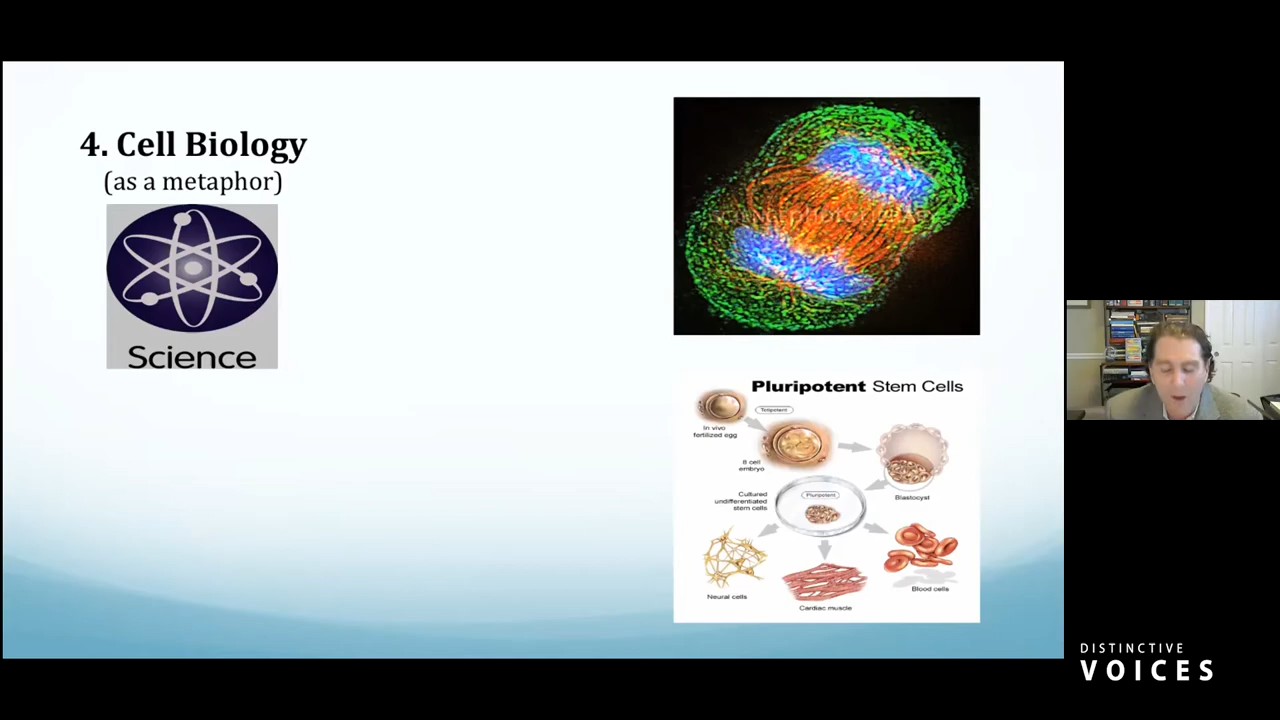 4. Cell Biology
(as a metaphor)
Science
SCIENCEPHOTOLIBRARY
Pluripotent Stem Cells
Totipotent
In vivo
fertilized egg
8 cell
embryo
Blastocyst
Cultured
undifferentiated
stem cells
Pluripotent
Neural cells
Cardiac muscle
Blood cells
DISTINCTIVE
VOICES